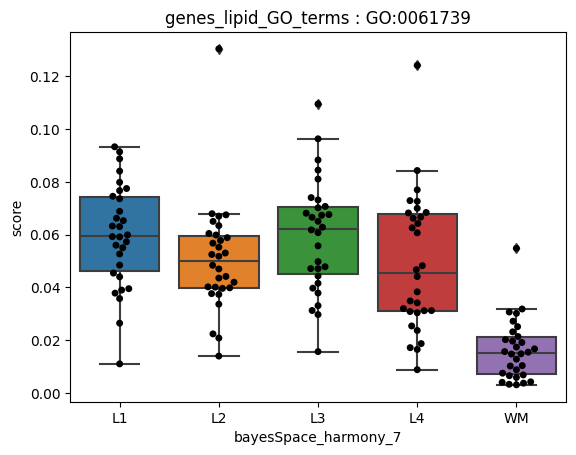 genes_lipid_GO_terms : GO:0061739
score
0.12
0.10
0.08
0.06
0.04
0.02
0.00
L1 L2 L3 L4 WM
bayesSpace_harmony_7